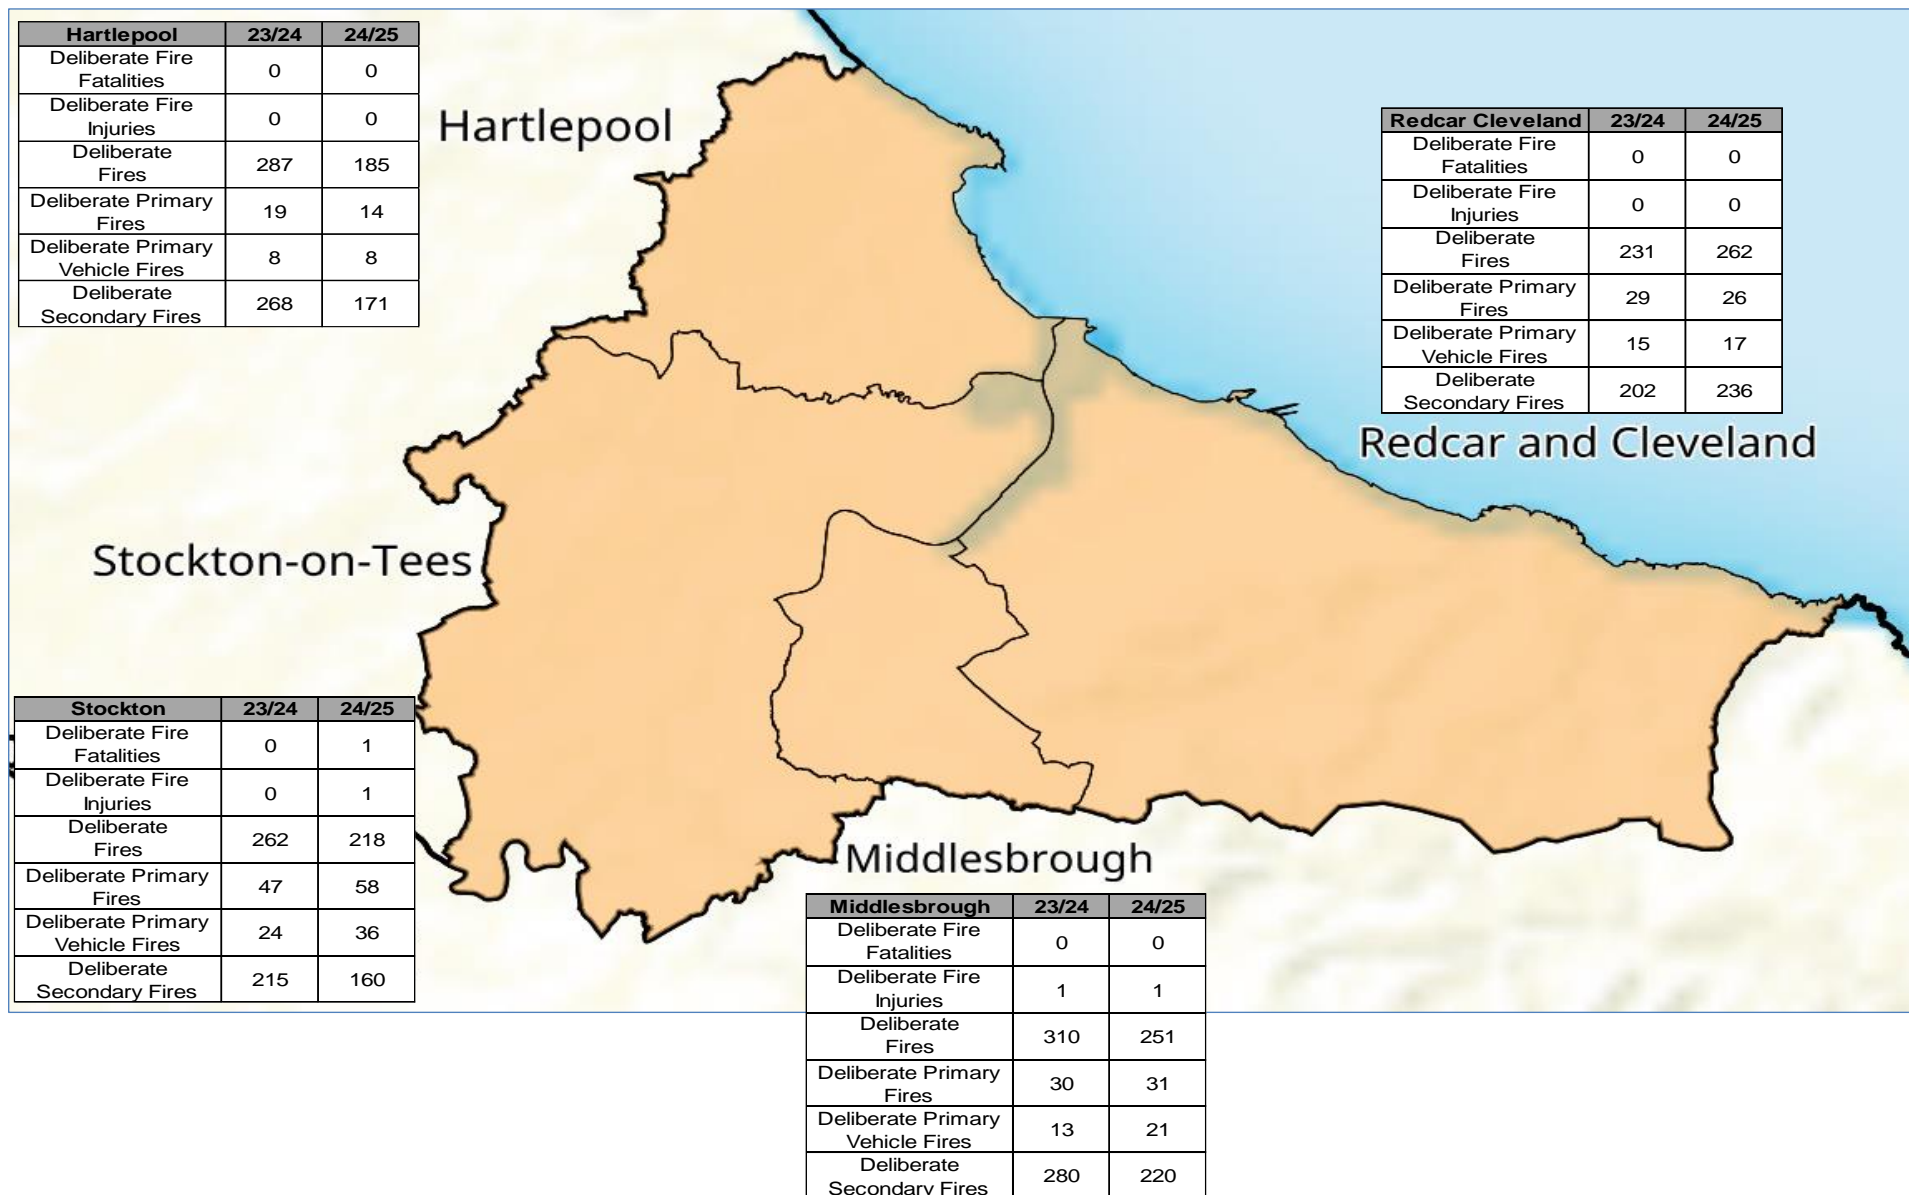 Hartlepool 23/24 24/25
Deliberate Fire
Fatalities 0 0
Deliberate Fire
Injuries 0 0
Deliberate
Fires 287 185
Deliberate Primary
Fires 19 14
Deliberate Primary
Vehicle Fires 8 8
Deliberate
Secondary Fires 268 171
Hartlepool
Redcar Cleveland 23/24 24/25
Deliberate Fire
Fatalities 0 0
Deliberate Fire
Injuries 0 0
Deliberate
Fires 231 262
Deliberate Primary
Fires 29 26
Deliberate Primary
Vehicle Fires 15 17
Deliberate
Secondary Fires 202 236
Redcar and Cleveland
Stockton-on-Tees
Stockton 23/24 24/25
Deliberate Fire
Fatalities 0 1
Deliberate Fire
Injuries 0 1
Deliberate
Fires 262 218
Deliberate Primary
Fires 47 58
Deliberate Primary
Vehicle Fires 24 36
Deliberate
Secondary Fires 215 160
Middlesbrough
Middlesbrough 23/24 24/25
Deliberate Fire
Fatalities 0 0
Deliberate Fire
Injuries 1 1
Deliberate
Fires 310 251
Deliberate Primary
Fires 30 31
Deliberate Primary
Vehicle Fires 13 21
Deliberate
Secondary Fires 280 220